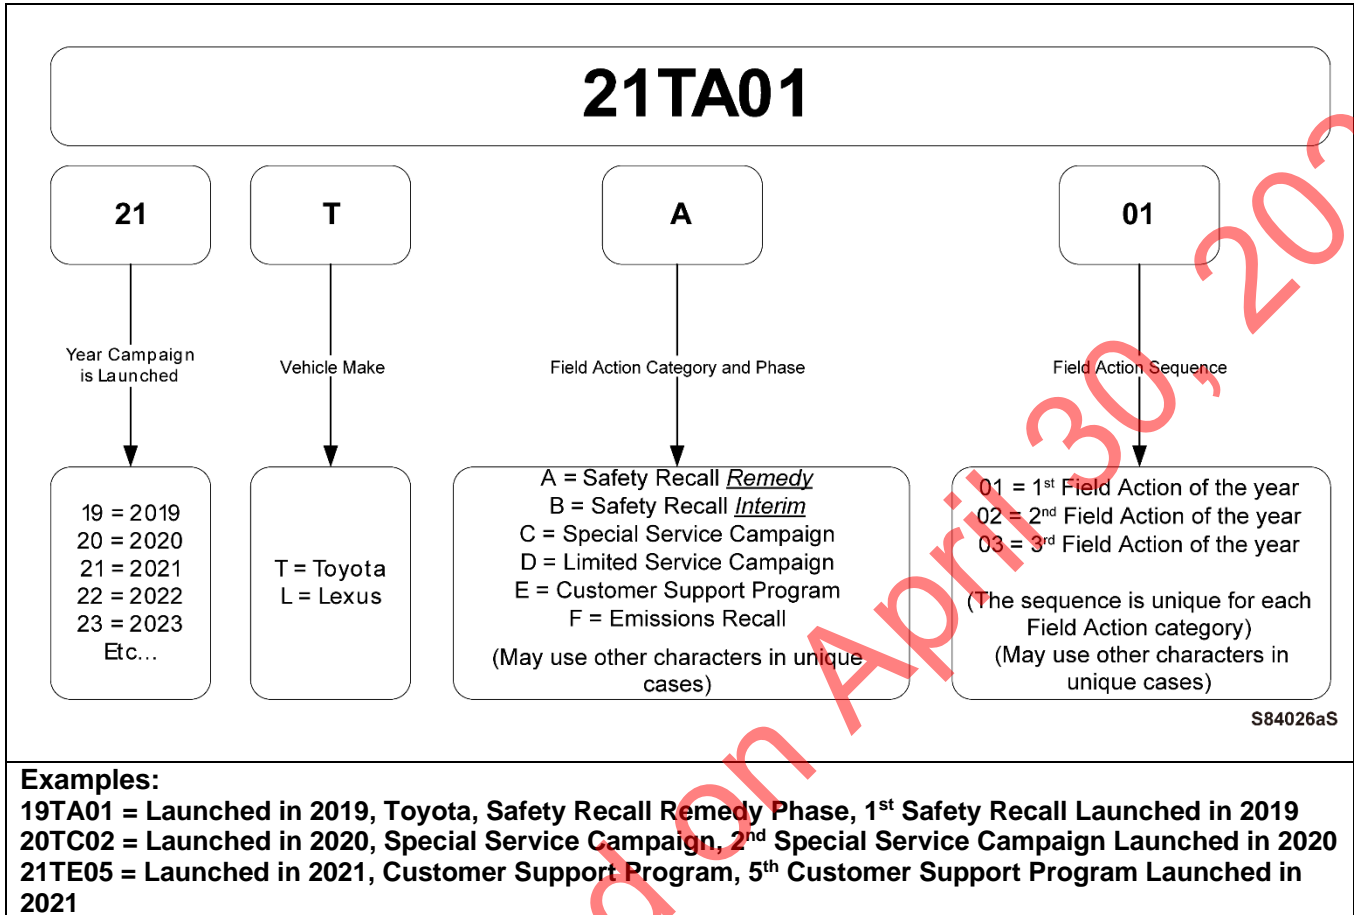 21TA01
21
T
A
01
Year Campaign
is Launched
Vehicle Make
Field Action Category and Phase
Field Action Sequence
19 = 2019
20 = 2020
21 = 2021
22 = 2022
23 = 2023
Etc...
T = Toyota
L = Lexus
A = Safety Recall Remedy
B = Safety Recall Interim
C = Special Service Campaign
D = Limited Service Campaign
E = Customer Support Program
F = Emissions Recall
(May use other characters in unique
cases)
01 = 1st Field Action of the year
02 = 2nd Field Action of the year
03 = 3rd Field Action of the year
(The sequence is unique for each
Field Action category)
(May use other characters in
unique cases)
S84026aS
Examples:
19TA01 = Launched in 2019, Toyota, Safety Recall Remedy Phase, 1st Safety Recall Launched in 2019
20TC02 = Launched in 2020, Special Service Campaign, 2nd Special Service Campaign Launched in 2020
21TE05 = Launched in 2021, Customer Support Program, 5th Customer Support Program Launched in
2021
on April 30, 202